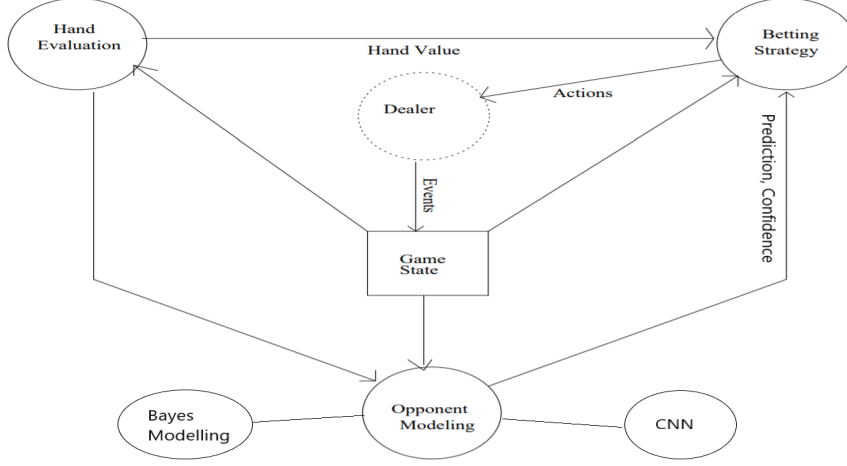 Hand
Evaluation
Hand Value
Betting
Strategy
Dealer
Actions
Events
Prediction, Confidence
Game
State
Opponent
Modeling
Bayes
Modelling
CNN